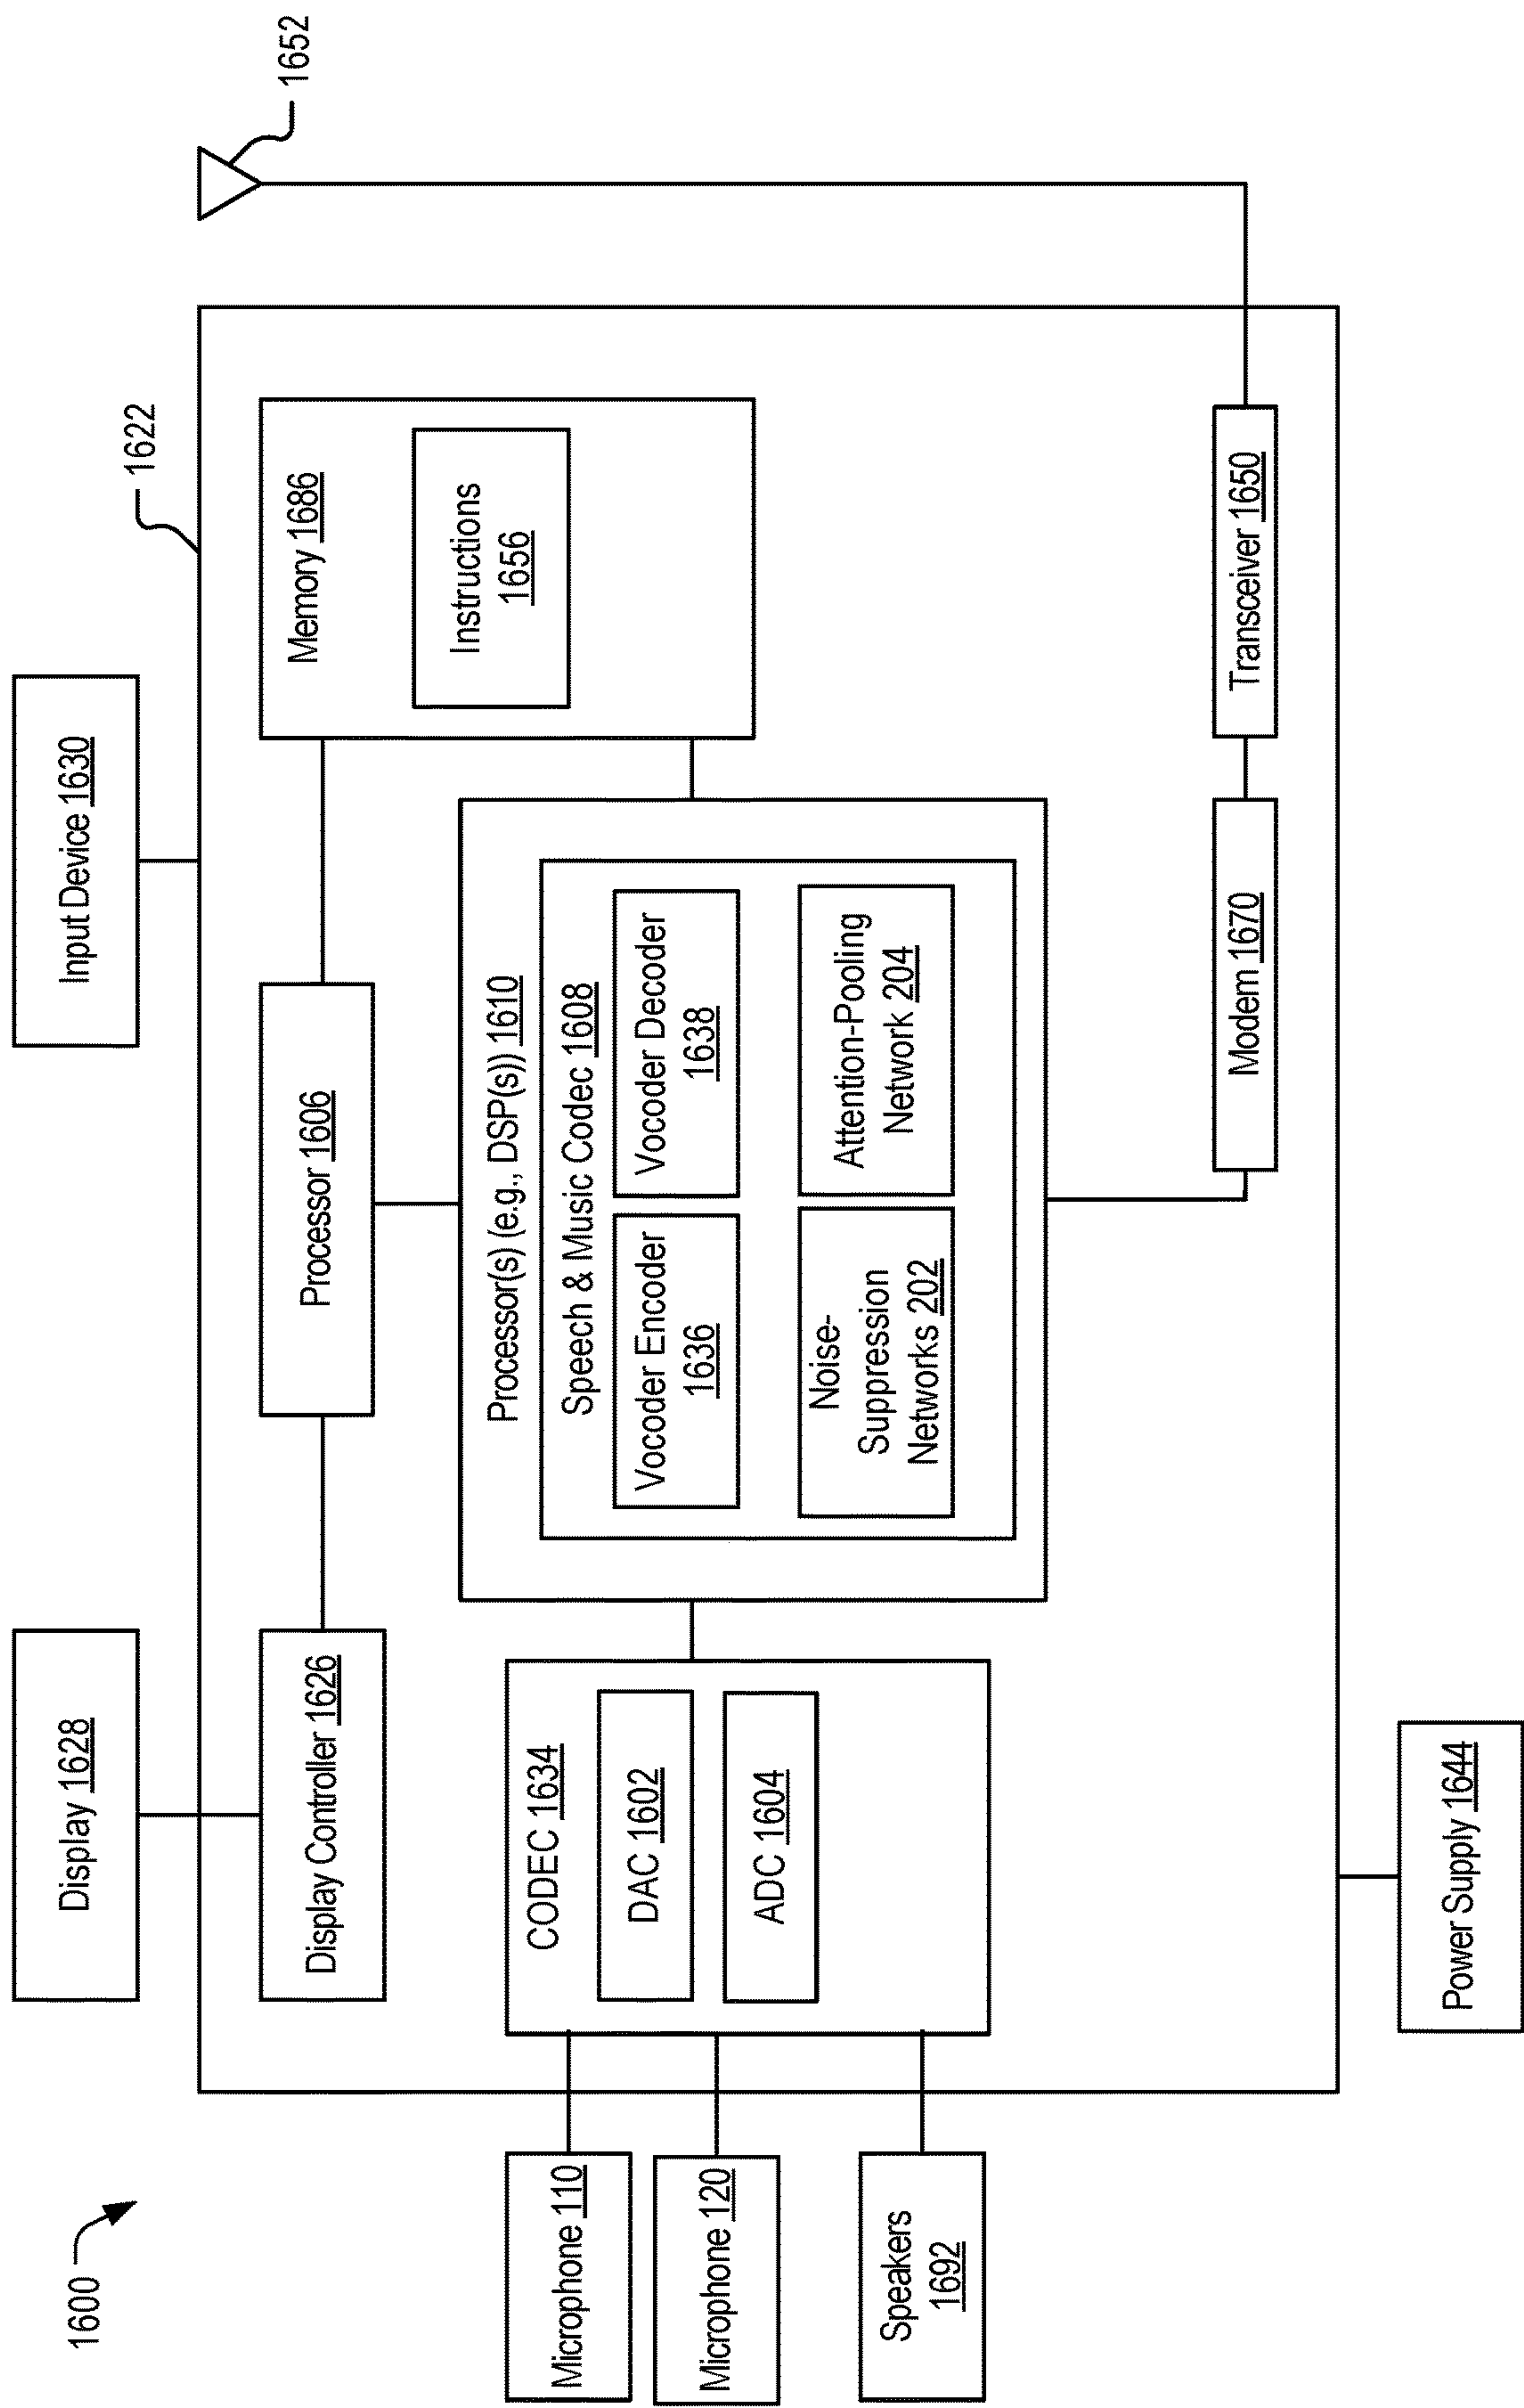 1600
Display 1628
Input Device 1630
1622
1652
Display Controller 1626
Processor 1606
Memory 1686
Instructions
1656
Microphone 110
Microphone 120
Speakers
1692
CODEC 1634
DAC 1602
ADC 1604
Processor(s) (e.g., DSP(s)) 1610
Speech & Music Codec 1608
Vocoder Encoder
1636
Vocoder Decoder
1638
Noise-
Suppression
Networks 202
Attention-Pooling
Network 204
Modem 1670
Transceiver 1650
Power Supply 1644